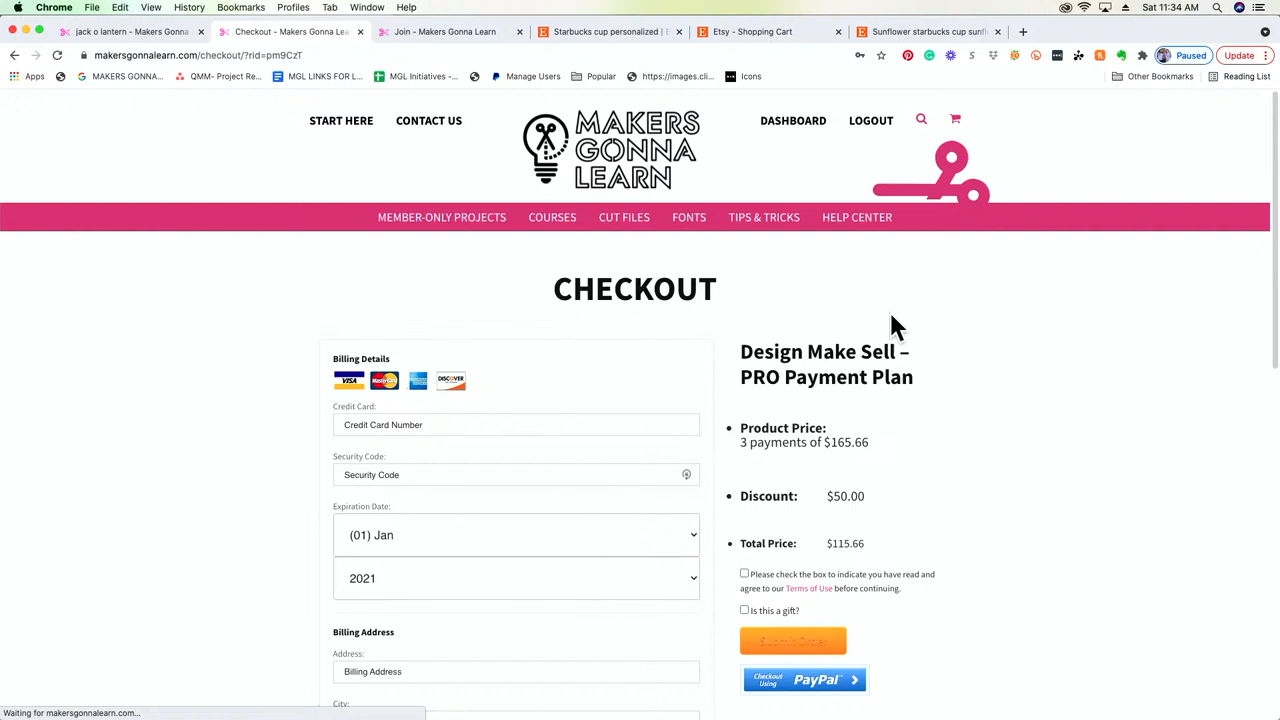 Chrome File Edit View History Bookmarks Profiles Tab Window Help Sat 11:34 AM
jack o lantern - Makers Gonna Checkout - Makers Gonna Le Join - Makers Gonna Learn Starbucks cup personalized | E Etsy - Shopping Cart Sunflower starbucks cup sunfl
makersgonnalearn.com/checkout/?rid=pm9CzT Paused Update
Apps MAKERS GONNA... QMM- Project Re... MGL LINKS FOR L... MGL Initiatives -... Manage Users Popular https://images.cli... Icons Other Bookmarks Reading List
START HERE CONTACT US
MAKERS
GONNA
LEARN
DASHBOARD LOGOUT
MEMBER-ONLY PROJECTS COURSES CUT FILES FONTS TIPS & TRICKS HELP CENTER
CHECKOUT
Billing Details
VISA MasterCard DISCOVER
Credit Card:
Credit Card Number
Security Code:
Security Code
Expiration Date:
(01) Jan
2021
Billing Address
Address:
Billing Address
City:
Design Make Sell –
PRO Payment Plan
Product Price:
3 payments of $165.66
Discount: $50.00
Total Price: $115.66
Please check the box to indicate you have read and
agree to our Terms of Use before continuing.
Is this a gift?
Submit Order
Checkout
Using PayPal
Waiting for makersgonnalearn.com...